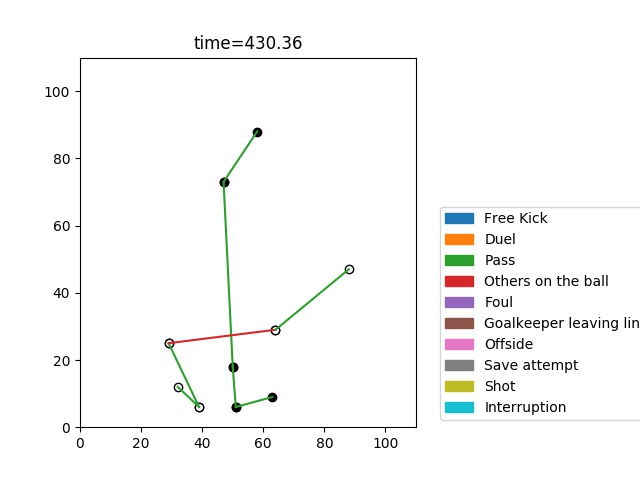 time=430.36
100
80
60
40
20
0
0 20 40 60 80 100
Free Kick
Duel
Pass
Others on the ball
Foul
Goalkeeper leaving lin
Offside
Save attempt
Shot
Interruption